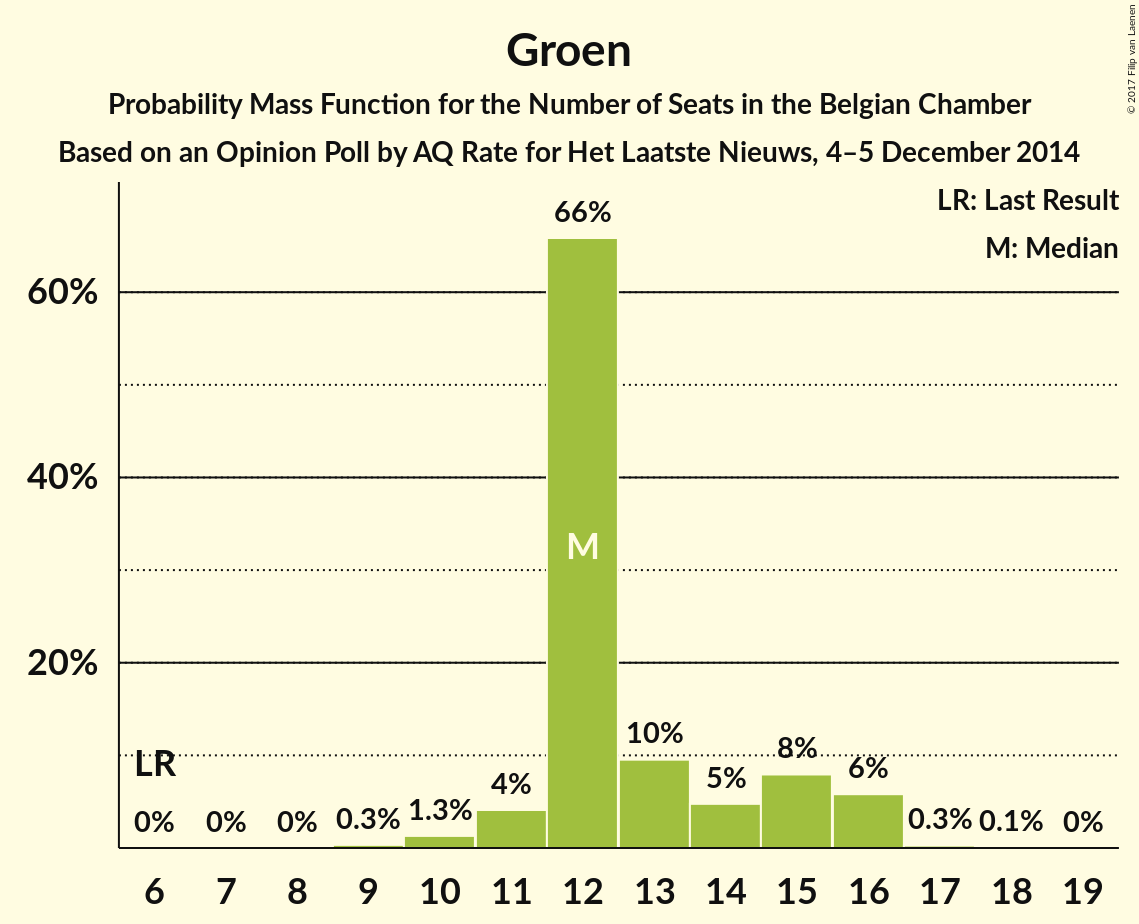 Groen
Probability Mass Function for the Number of Seats in the Belgian Chamber
Based on an Opinion Poll by AQ Rate for Het Laatste Nieuws, 4–5 December 2014
© 2017 Filip van Laenen
LR: Last Result
M: Median
60%
40%
20%
66%
M
LR
0% 0% 0% 0.3% 1.3% 4% 10% 5% 8% 6% 0.3% 0.1% 0%
6 7 8 9 10 11 12 13 14 15 16 17 18 19